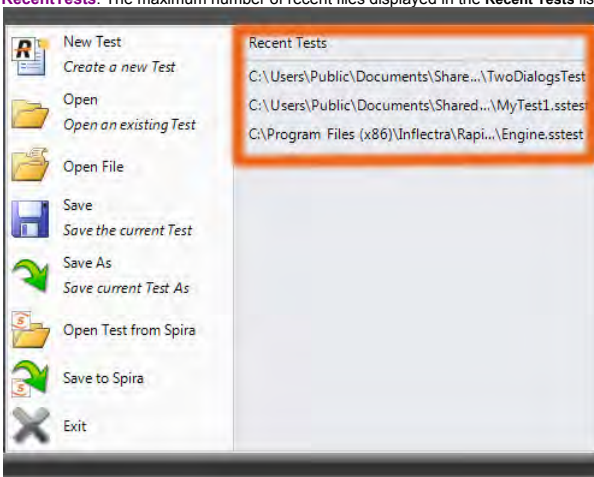 RecentTests: The maximum number of recent files displayed in the Recent Tests lis
New Test
Create a new Test
Open
Open an existing Test
Open File
Save
Save the current Test
Save As
Save current Test As
Open Test from Spira
Save to Spira
Exit
Recent Tests
C:\Users\Public\Documents\Share...\TwoDialogsTest
C:\Users\Public\Documents\Shared...\MyTest1.sstest
C:\Program Files (x86)\Inflectra\Rapi...\Engine.sstest